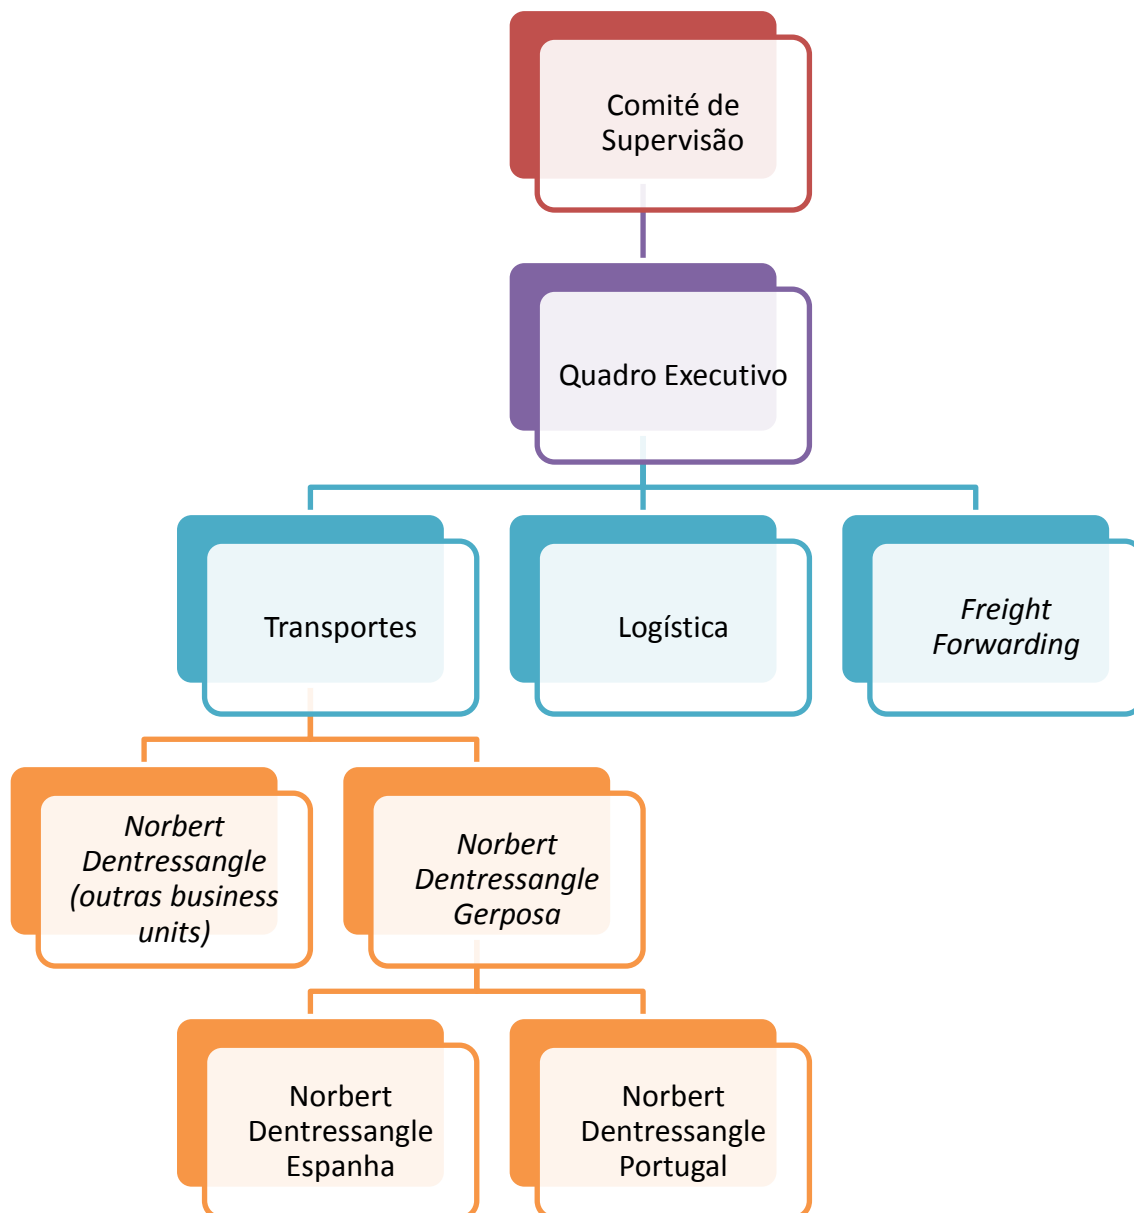 Comité de
Supervisão
Quadro Executivo
Transportes
Logística
Freight
Forwarding
Norbert
Dentressangle
(outras business
units)
Norbert
Dentressangle
Gerposa
Norbert
Dentressangle
Espanha
Norbert
Dentressangle
Portugal